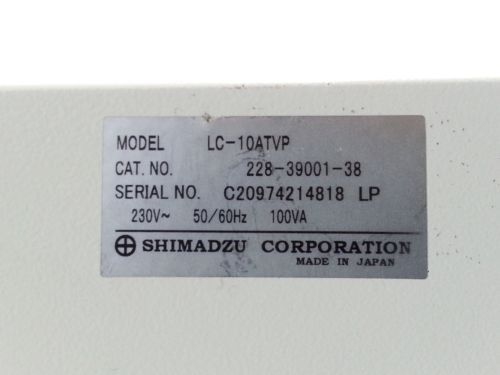 MODEL LC-10ATVP
CAT. NO. 228-39001-38
SERIAL NO. C20974214818 LP
230V~ 50/60Hz 100VA
SHIMADZU CORPORATION
MADE IN JAPAN